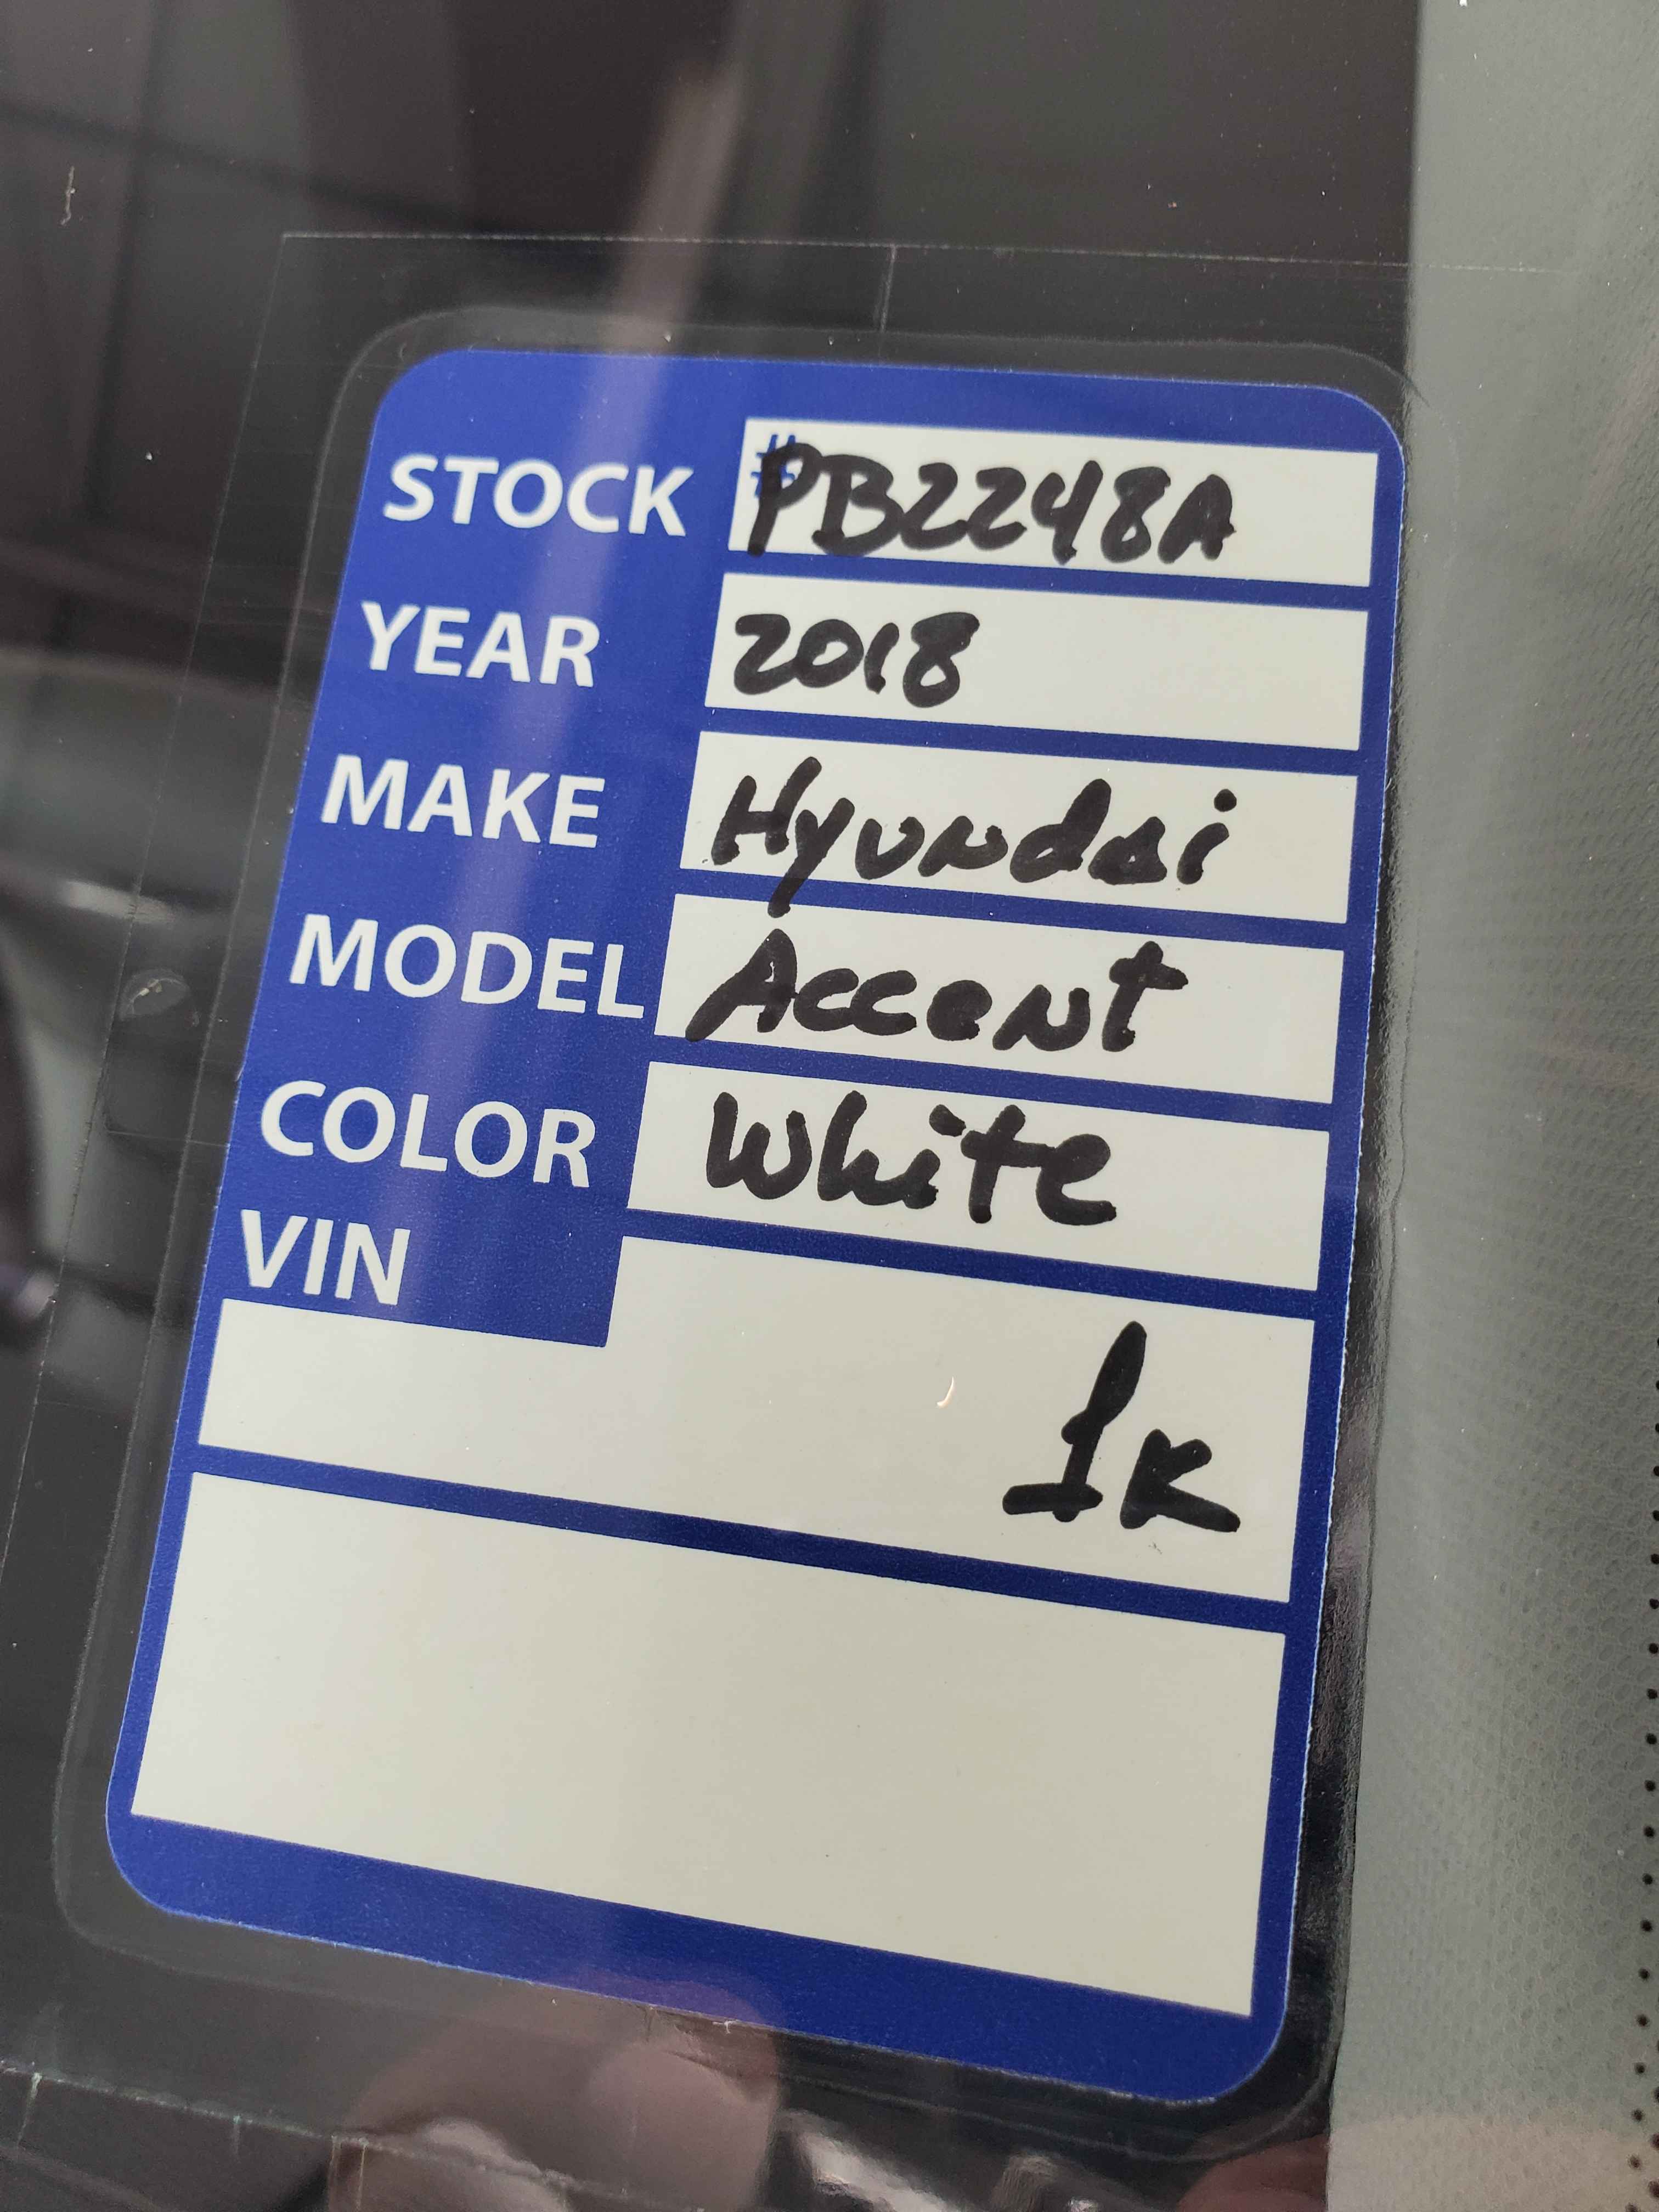 STOCK #PB2248A
YEAR 2018
MAKE Hyundai
MODEL Accent
COLOR White
VIN
1K